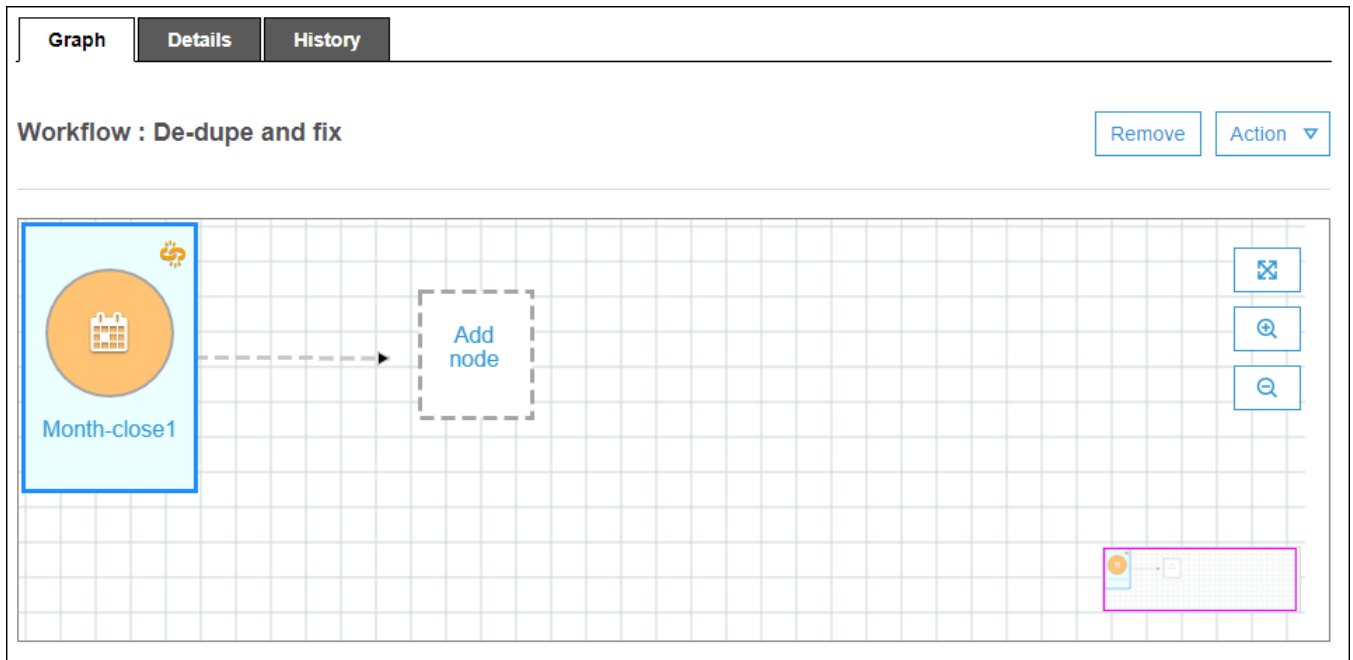 Graph
Details
History
Workflow : De-dupe and fix
Remove
Action
Add
node
Month-close1